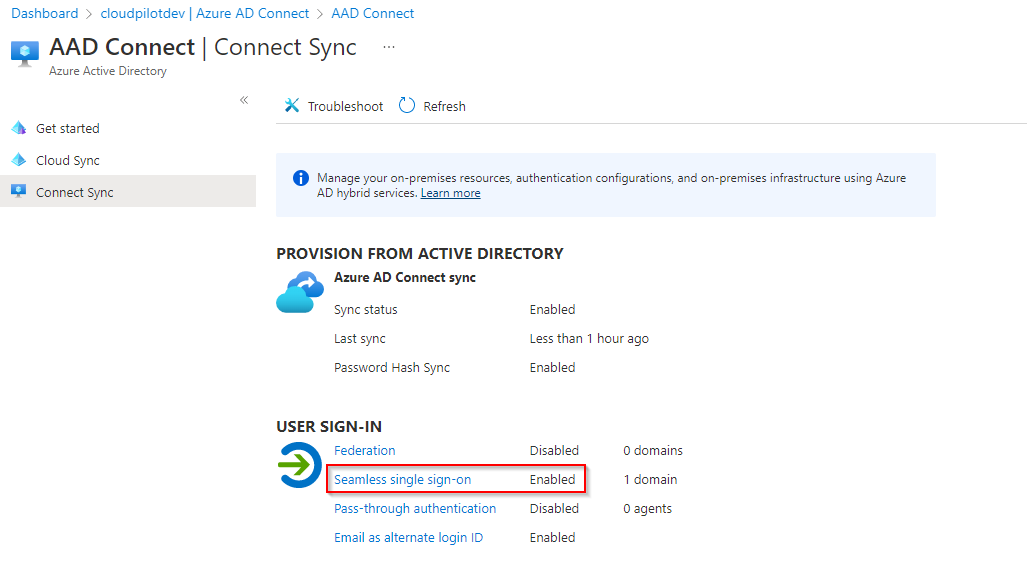 Dashboard > cloudpilotdev | Azure AD Connect > AAD Connect
AAD Connect | Connect Sync ...
Azure Active Directory
«
Troubleshoot Refresh
Get started
Cloud Sync
Connect Sync
Manage your on-premises resources, authentication configurations, and on-premises infrastructure using Azure
AD hybrid services. Learn more
PROVISION FROM ACTIVE DIRECTORY
Azure AD Connect sync
Sync status Enabled
Last sync Less than 1 hour ago
Password Hash Sync Enabled
USER SIGN-IN
Federation Disabled 0 domains
Seamless single sign-on Enabled 1 domain
Pass-through authentication Disabled 0 agents
Email as alternate login ID Enabled